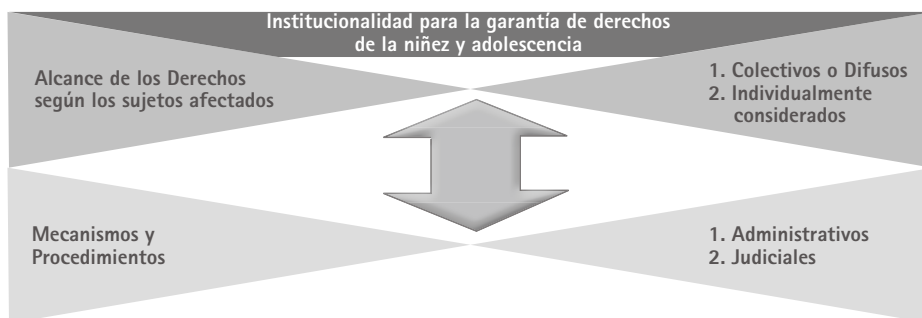 Institucionalidad para la garantía de derechos
de la niñez y adolescencia
Alcance de los Derechos
según los sujetos afectados
1. Colectivos o Difusos
2. Individualmente
considerados
Mecanismos y
Procedimientos
1. Administrativos
2. Judiciales